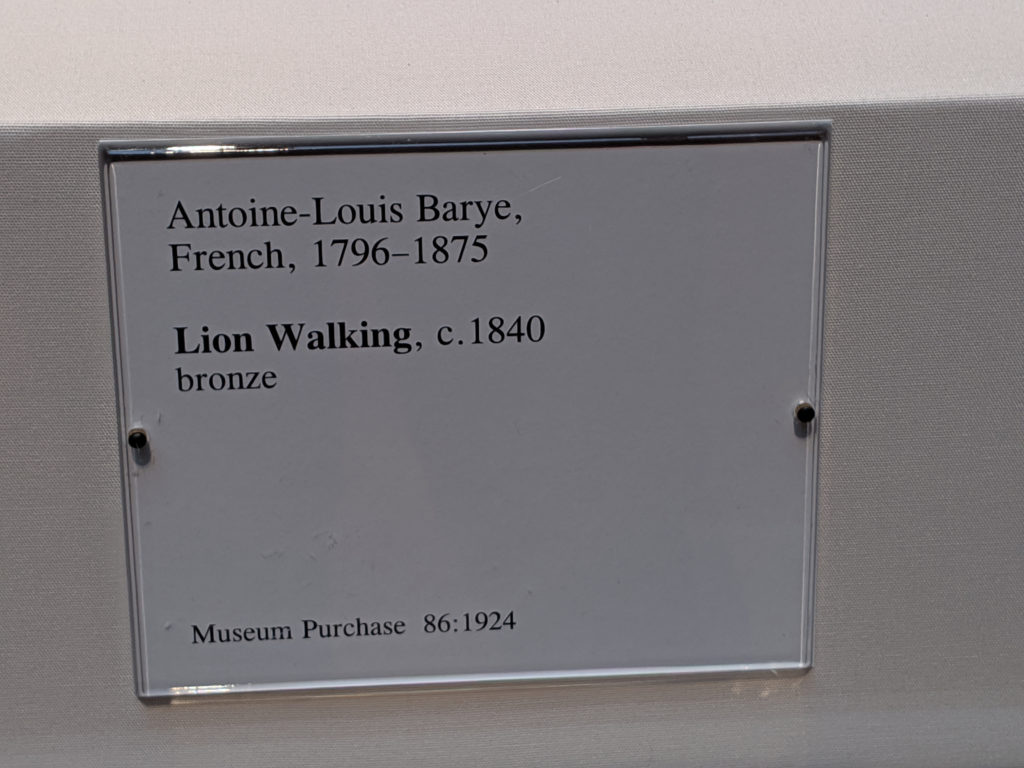 Antoine-Louis Barye,
French, 1796–1875
Lion Walking, c.1840
bronze
Museum Purchase 86:1924